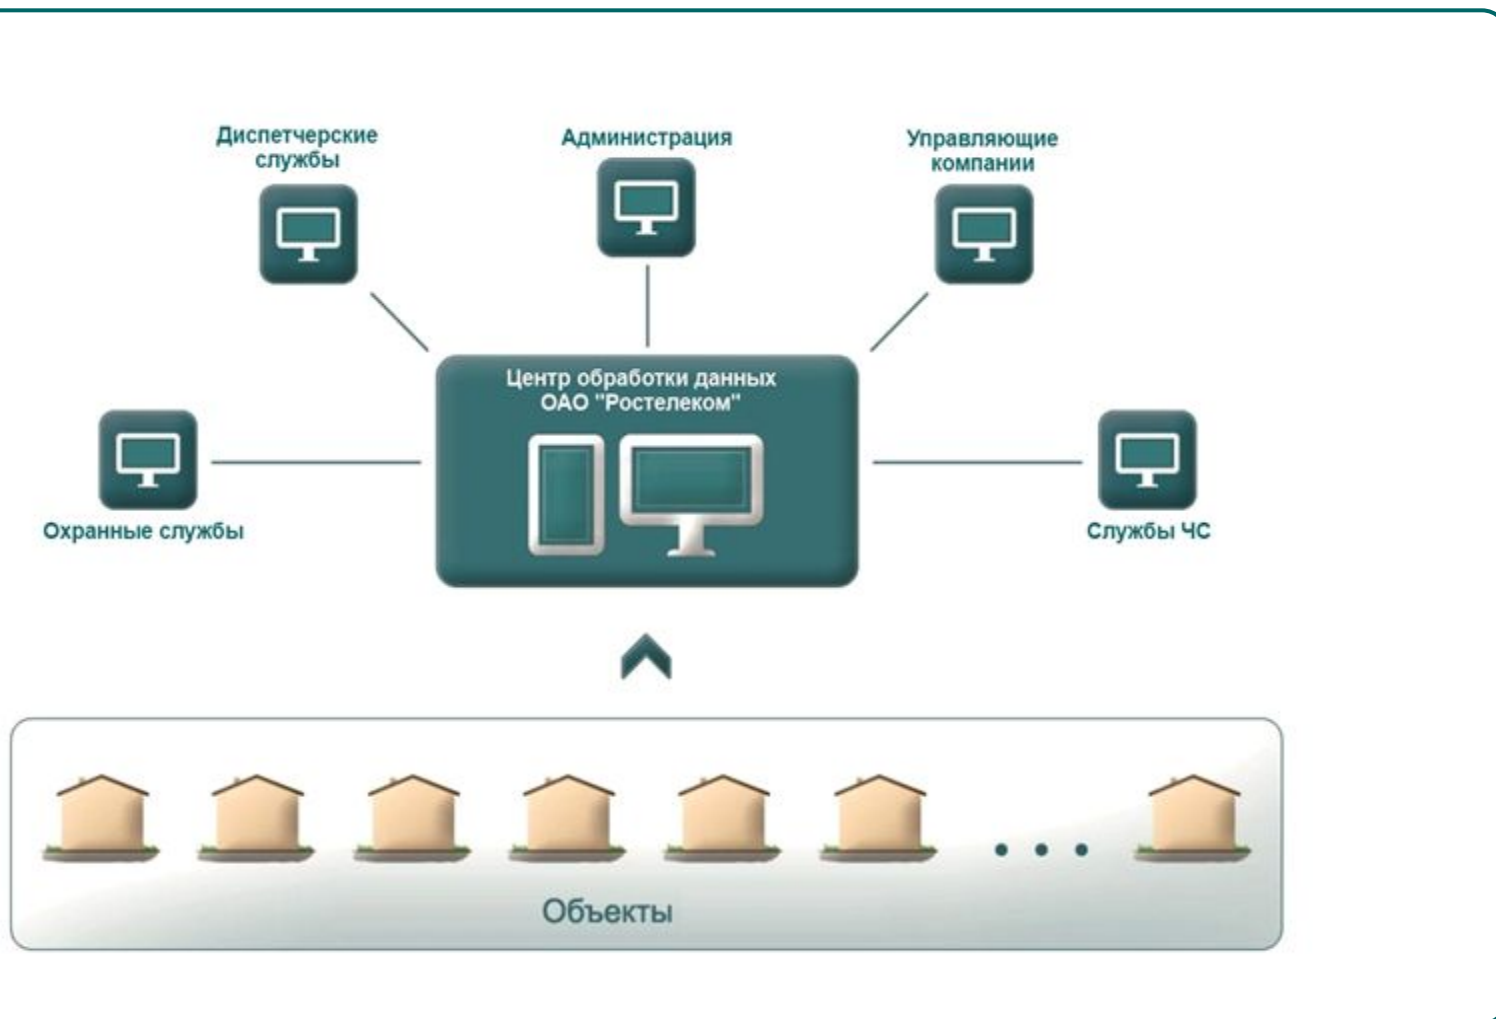 Диспетчерские
службы
Администрация
Управляющие
компании
Центр обработки данных
ОАО "Ростелеком"
Охранные службы
Службы ЧС
Объекты